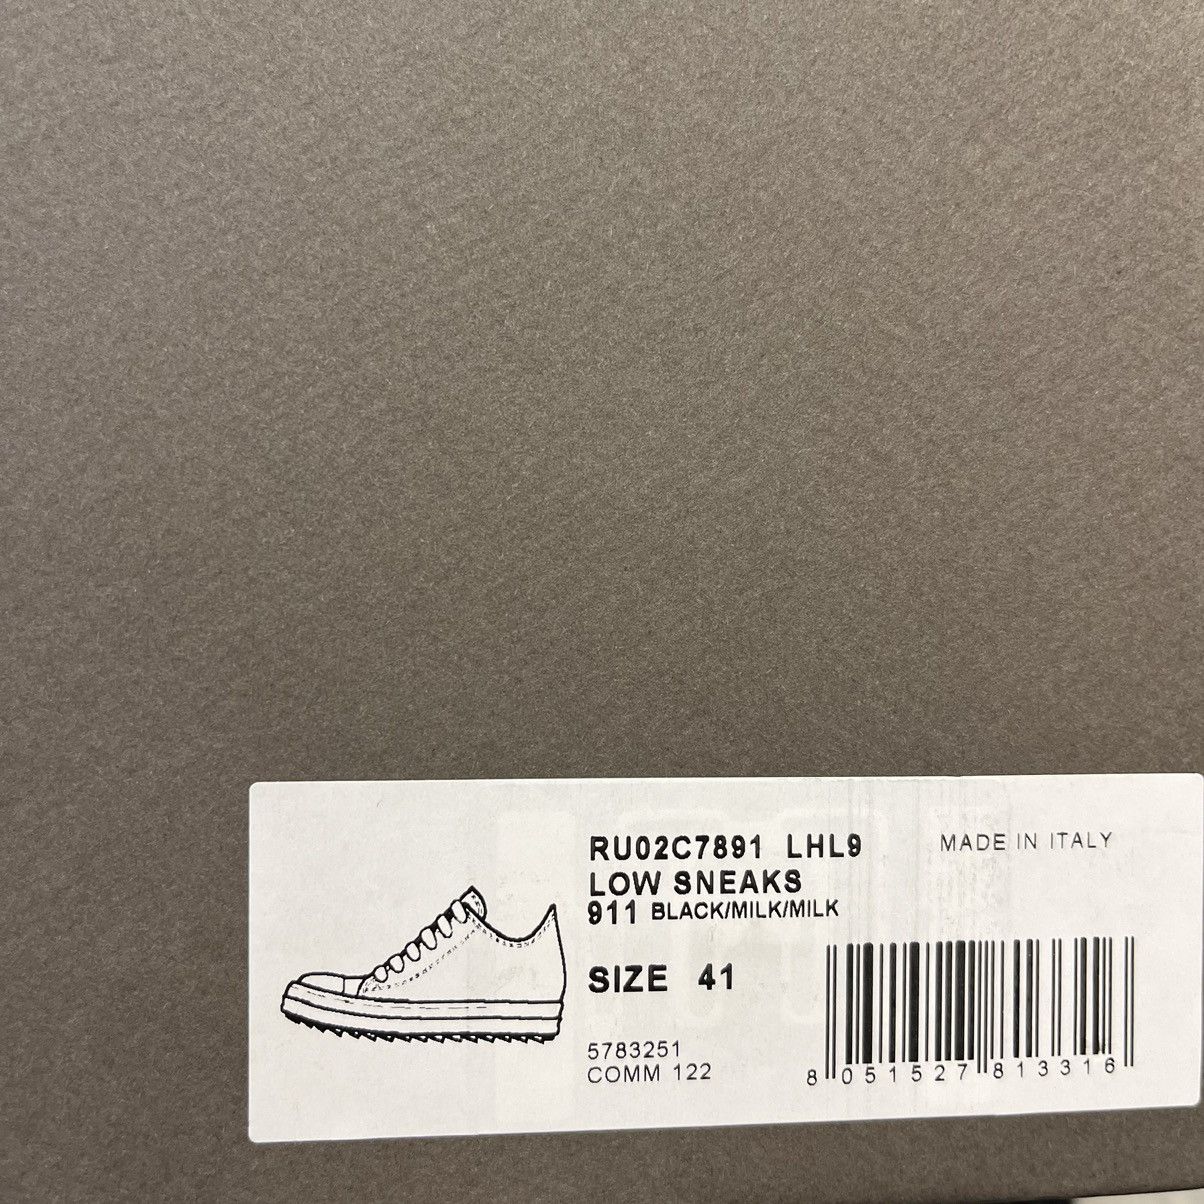 RU02C7891 LHL9
MADE IN ITALY
LOW SNEAKS
911 BLACK/MILK/MILK
SIZE 41
5783251
COMM 122
8 051527 813316